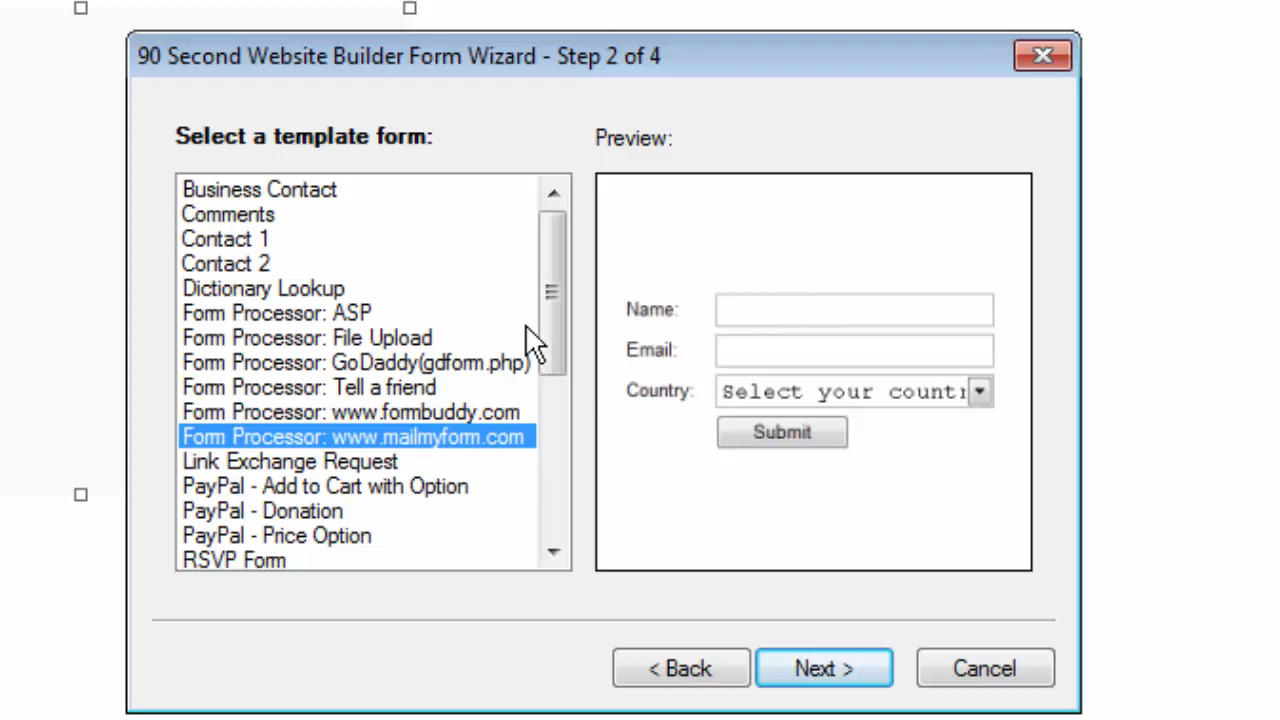 90 Second Website Builder Form Wizard - Step 2 of 4
Select a template form:
Preview:
Business Contact
Comments
Contact 1
Contact 2
Dictionary Lookup
Form Processor: ASP
Form Processor: File Upload
Form Processor: GoDaddy(gdform.php)
Form Processor: Tell a friend
Form Processor: www.formbuddy.com
Form Processor: www.mailmyform.com
Link Exchange Request
PayPal - Add to Cart with Option
PayPal - Donation
PayPal - Price Option
RSVP Form
Name:
Email:
Country: Select your countr
Submit
< Back Next > Cancel